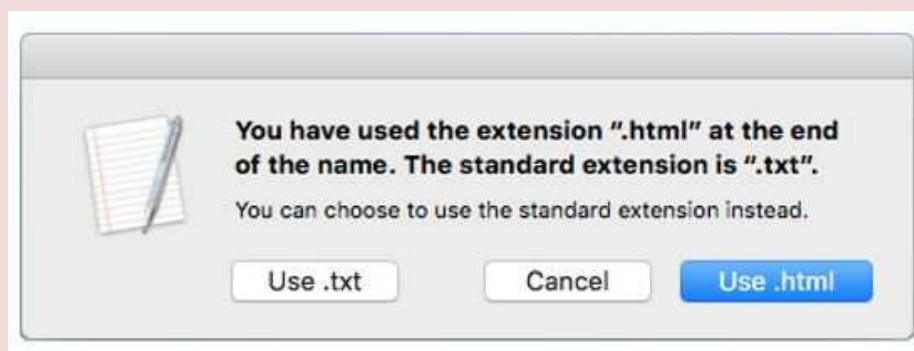 You have used the extension “.html” at the end
of the name. The standard extension is “.txt”.
You can choose to use the standard extension instead.
Use .txt
Cancel
Use .html